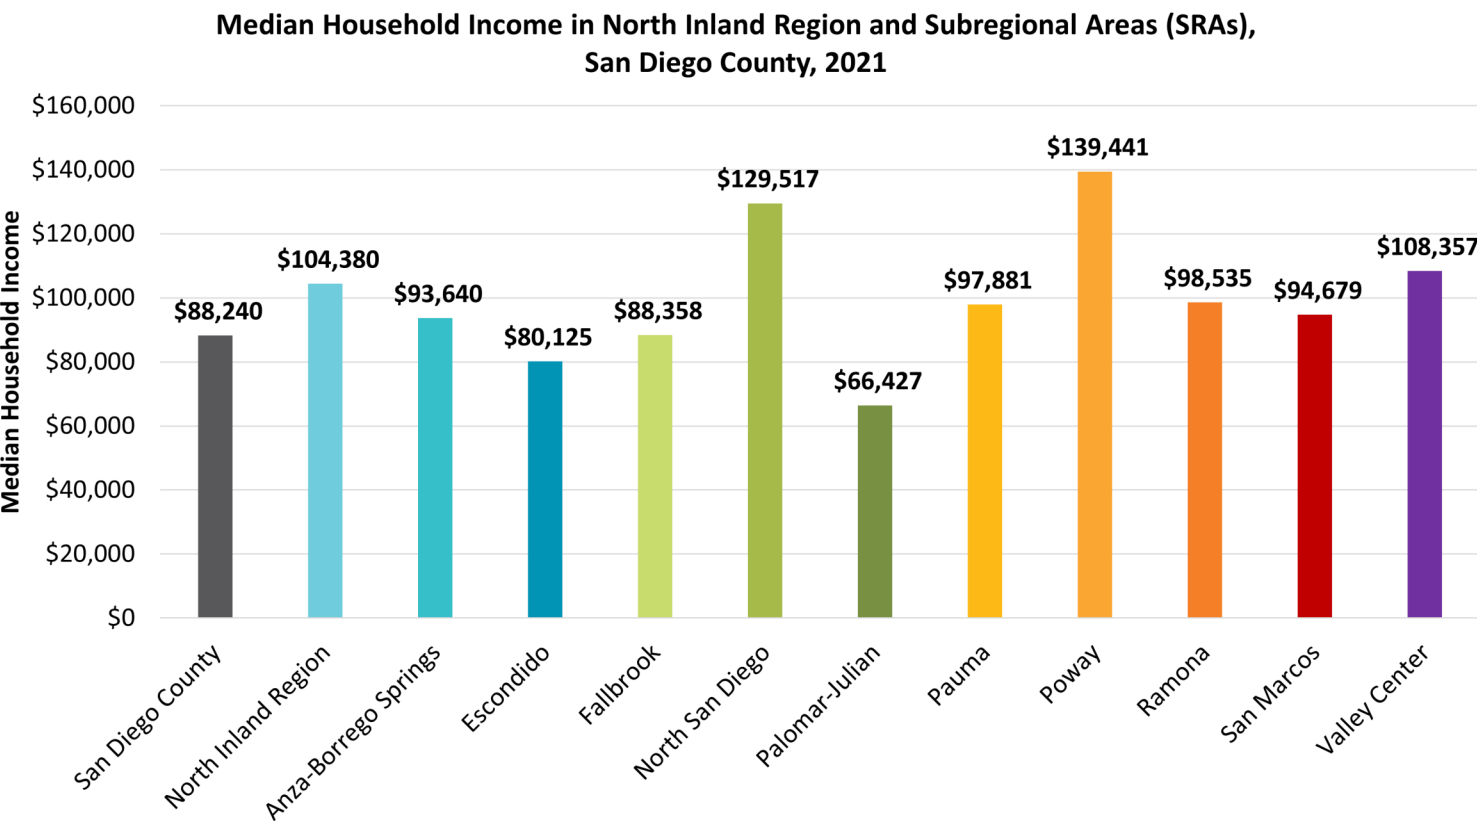 Median Household Income in North Inland Region and Subregional Areas (SRAs),
San Diego County, 2021
Median Household Income
$160,000
$140,000
$120,000
$100,000
$80,000
$60,000
$40,000
$20,000
$0
$88,240
$104,380
$93,640
$80,125
$88,358
$129,517
$66,427
$97,881
$139,441
$98,535
$94,679
$108,357
San Diego County
North Inland Region
Anza-Borrego Springs
Escondido
Fallbrook
North San Diego
Palomar-Julian
Pauma
Poway
Ramona
San Marcos
Valley Center